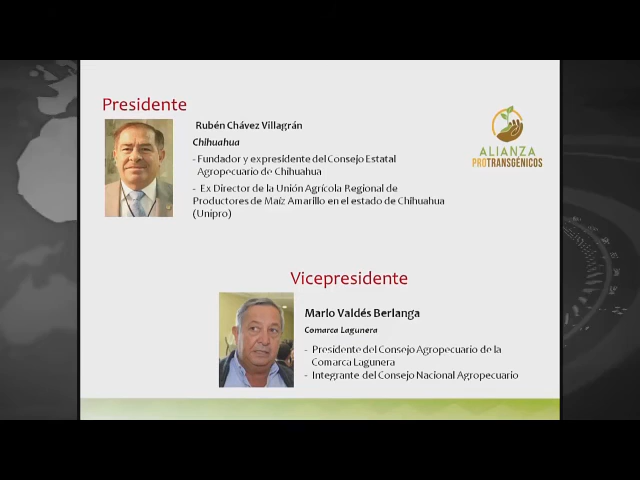 Presidente
Rubén Chávez Villagrán
Chihuahua
- Fundador y expresidente del Consejo Estatal
Agropecuario de Chihuahua
- Ex Director de la Unión Agrícola Regional de
Productores de Maíz Amarillo en el estado de Chihuahua
(Unipro)
ALIANZA
PROTRANSGÉNICOS
Vicepresidente
Marlo Valdés Berlanga
Comarca Lagunera
- Presidente del Consejo Agropecuario de la
Comarca Lagunera
- Integrante del Consejo Nacional Agropecuario